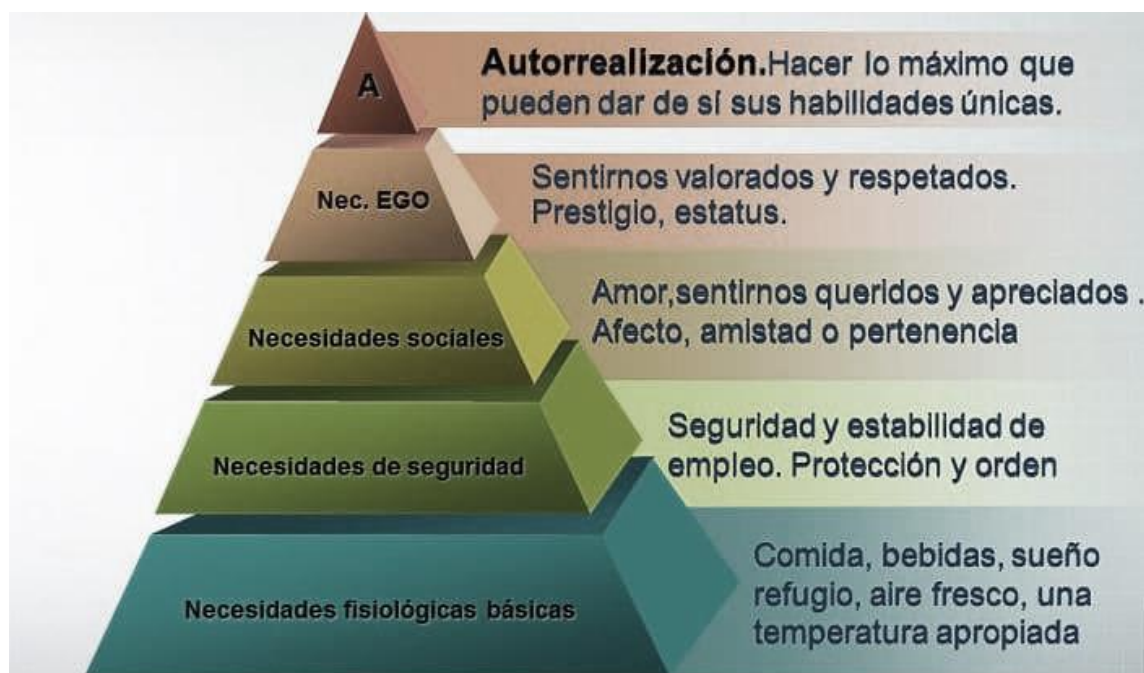 A
Autorrealización.Hacer lo máximo que
pueden dar de sí sus habilidades únicas.
Nec. EGO
Sentirnos valorados y respetados.
Prestigio, estatus.
Necesidades sociales
Amor,sentirnos queridos y apreciados .
Afecto, amistad o pertenencia
Necesidades de seguridad
Seguridad y estabilidad de
empleo. Protección y orden
Necesidades fisiológicas básicas
Comida, bebidas, sueño
refugio, aire fresco, una
temperatura apropiada